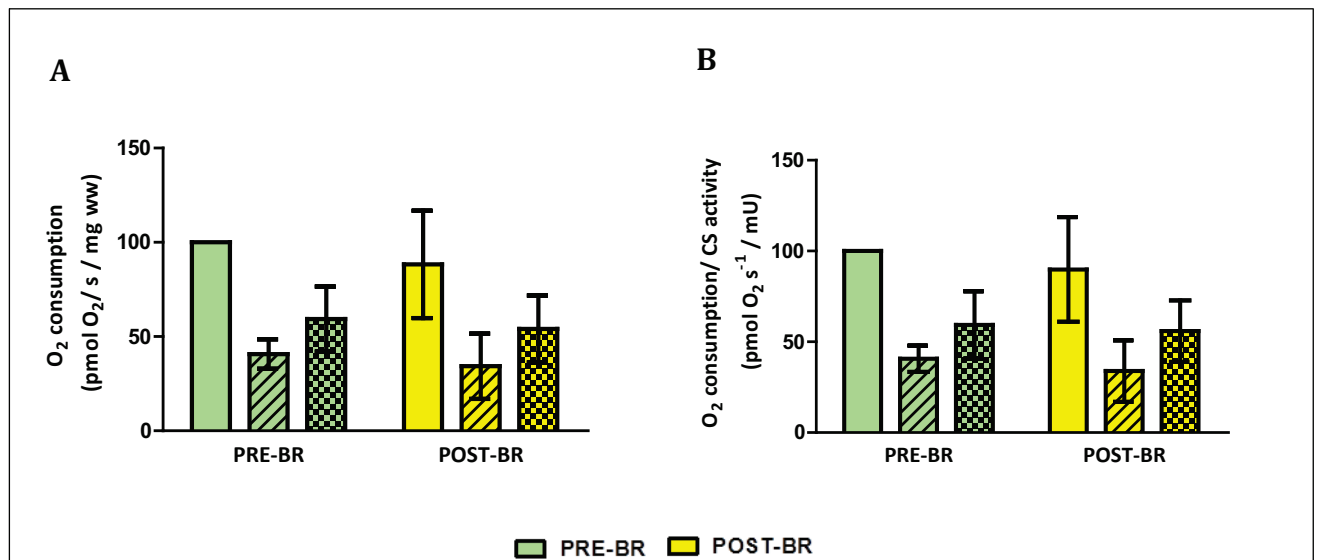 A
O₂ consumption
(pmol O₂/ s / mg ww)
150
100
50
0
PRE-BR POST-BR
B
O₂ consumption/ CS activity
(pmol O₂ s⁻¹ / mU)
150
100
50
0
PRE-BR POST-BR
PRE-BR POST-BR